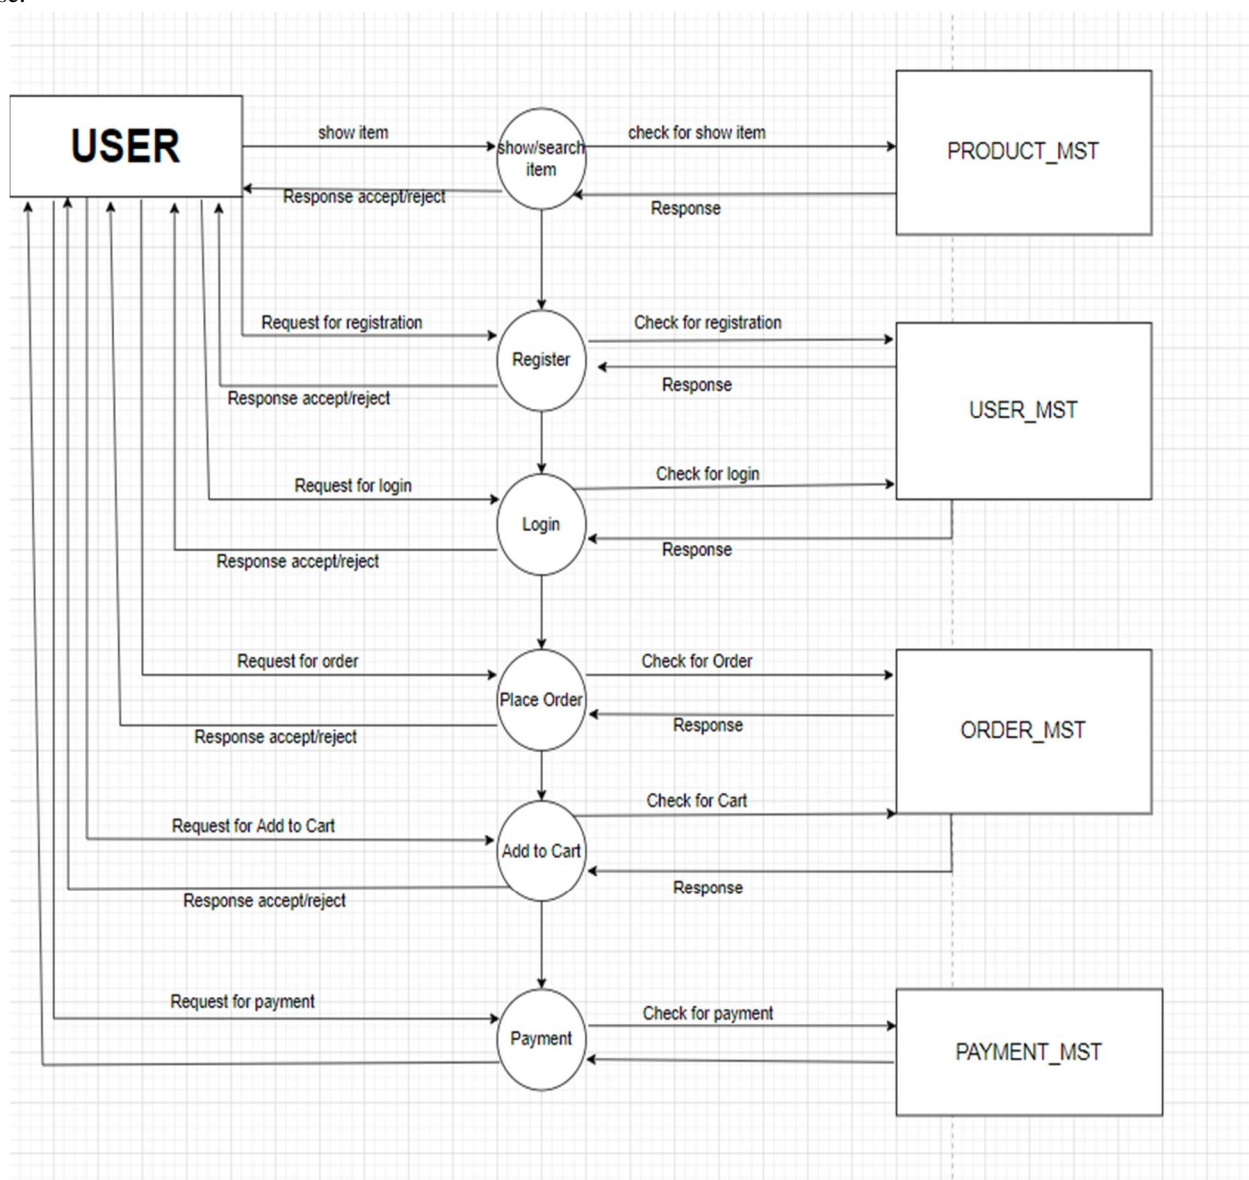 se.
USER
show item
show/search
item
check for show item
PRODUCT_MST
Response accept/reject
Response
Request for registration
Register
Check for registration
Response
Response accept/reject
USER_MST
Request for login
Login
Check for login
Response
Response accept/reject
Request for order
Place Order
Check for Order
Response
Response accept/reject
ORDER_MST
Request for Add to Cart
Add to Cart
Check for Cart
Response
Response accept/reject
Request for payment
Payment
Check for payment
PAYMENT_MST